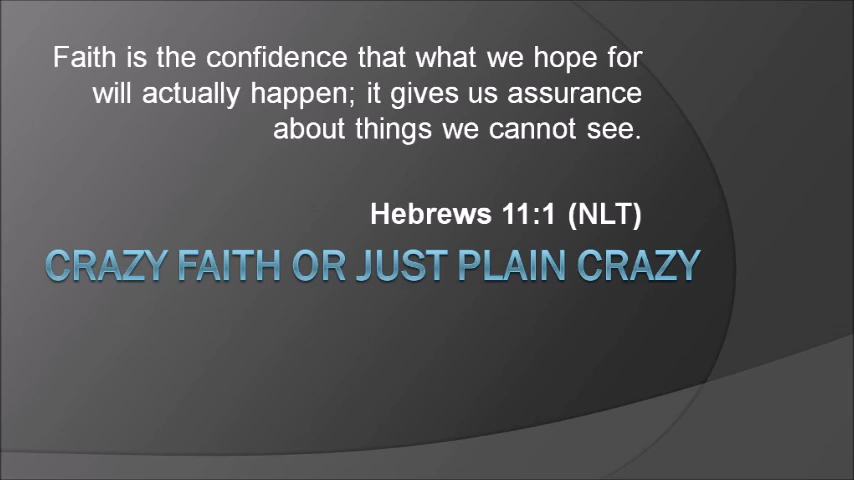 Faith is the confidence that what we hope for
will actually happen; it gives us assurance
about things we cannot see.
Hebrews 11:1 (NLT)
CRAZY FAITH OR JUST PLAIN CRAZY